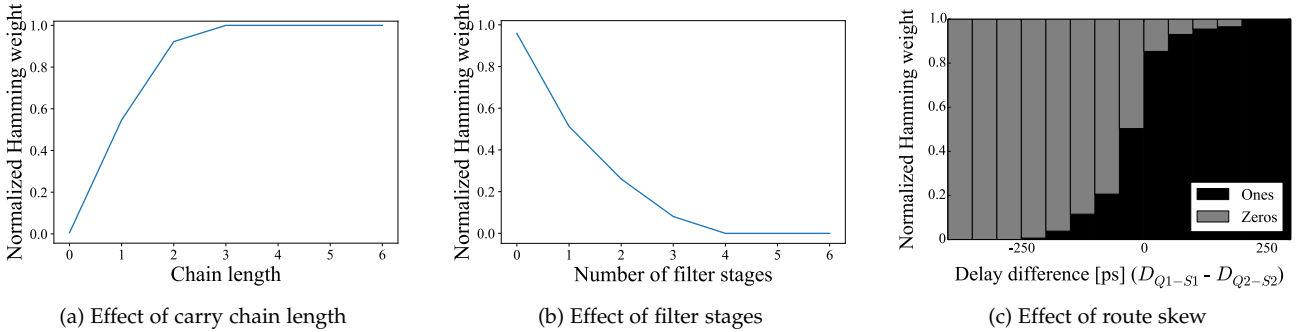 Normalized Hamming weight
1.0
0.8
0.6
0.4
0.2
0.0
0 1 2 3 4 5 6
Chain length
(a) Effect of carry chain length
Normalized Hamming weight
1.0
0.8
0.6
0.4
0.2
0.0
0 1 2 3 4 5 6
Number of filter stages
(b) Effect of filter stages
Normalized Hamming weight
1.0
0.8
0.6
0.4
0.2
0
Ones
Zeros
-250 0 250
Delay difference [ps] (D_{Q1−S1} - D_{Q2−S2})
(c) Effect of route skew